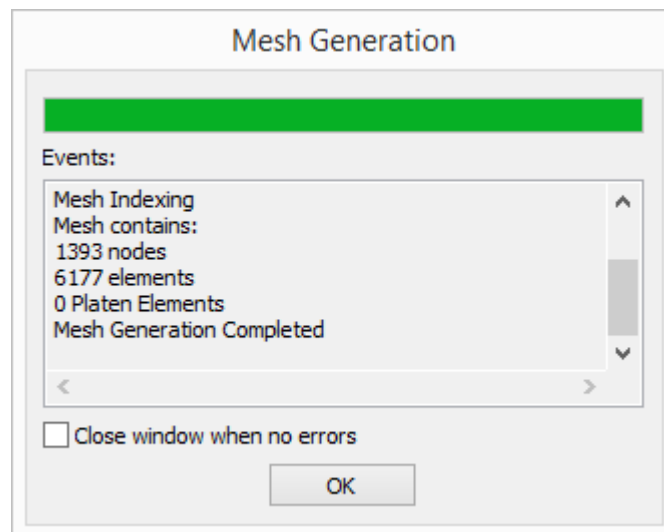 Mesh Generation
Events:
Mesh Indexing
Mesh contains:
1393 nodes
6177 elements
0 Platen Elements
Mesh Generation Completed
Close window when no errors
OK